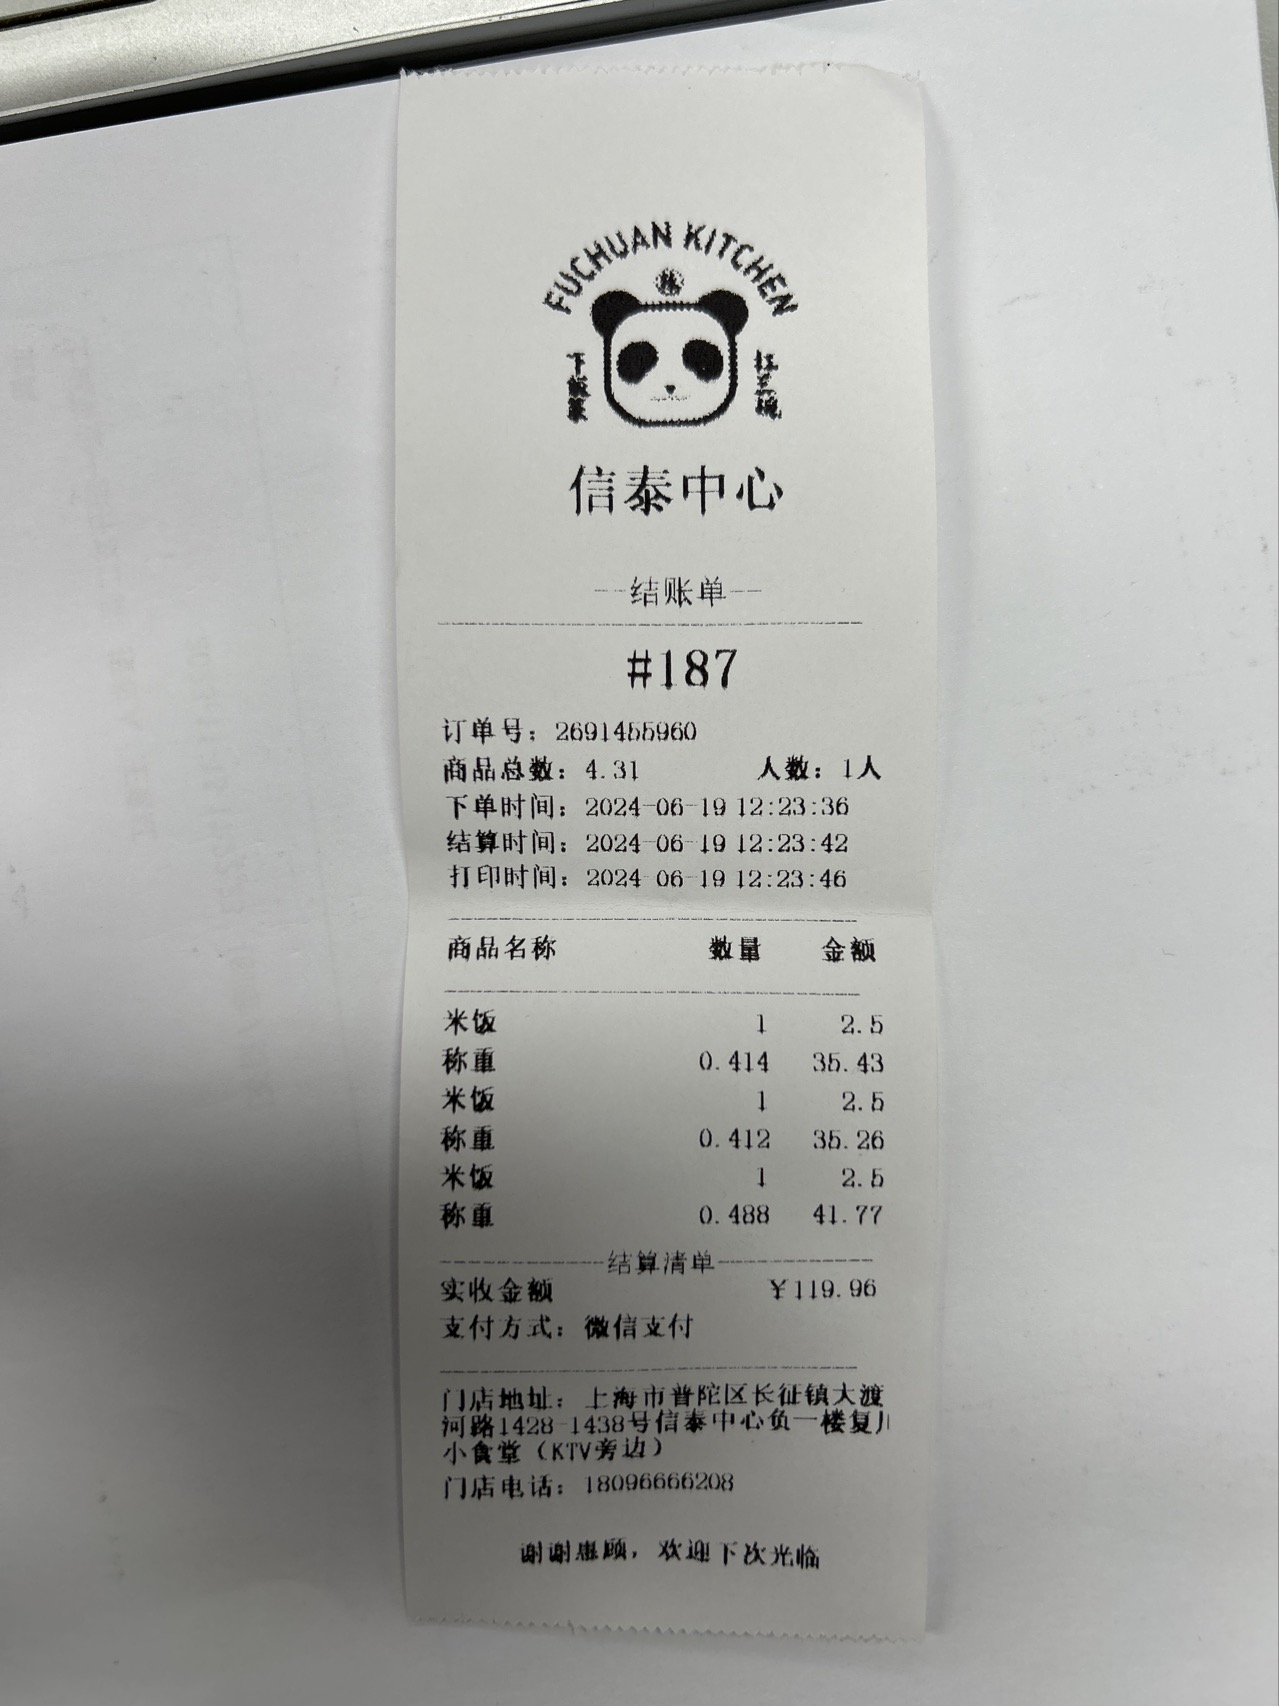 FUCHUAN KITCHEN
下饭菜
扛三碗
信泰中心
--结账单--
#187
订单号：2691455960
商品总数：4.31 人数：1人
下单时间：2024-06-19 12:23:36
结算时间：2024-06-19 12:23:42
打印时间：2024-06-19 12:23:46
商品名称 数量 金额
米饭 1 2.5
称重 0.414 35.43
米饭 1 2.5
称重 0.412 35.26
米饭 1 2.5
称重 0.488 41.77
结算清单
实收金额 ¥119.96
支付方式：微信支付
门店地址：上海市普陀区长征镇大渡
河路1428-1438号信泰中心负一楼复川
小食堂（KTV旁边）
门店电话：18096666208
谢谢惠顾，欢迎下次光临